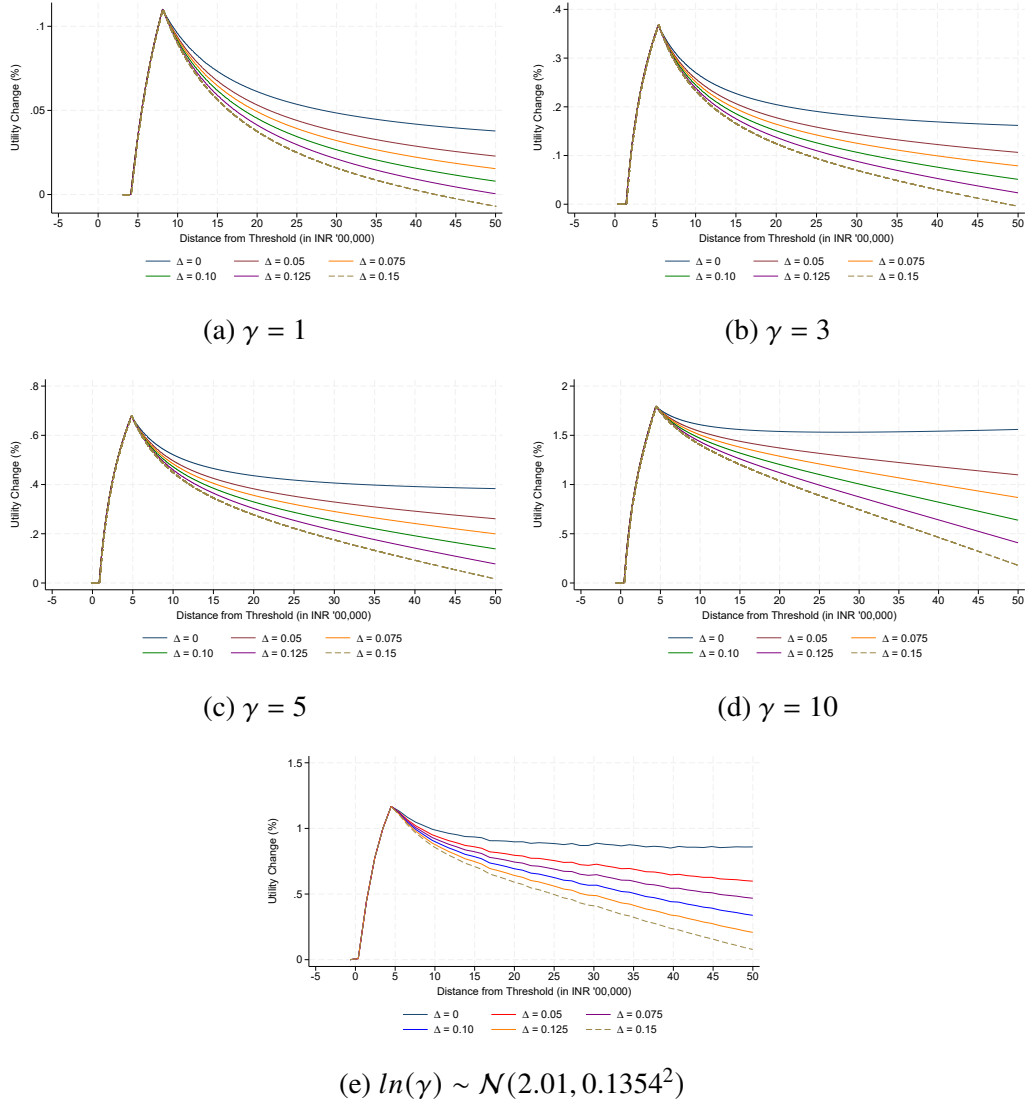 .1
.05
0
Utility Change (%)
-5 0 5 10 15 20 25 30 35 40 45 50
Distance from Threshold (in INR '00,000)
Δ = 0 Δ = 0.05 Δ = 0.075
Δ = 0.10 Δ = 0.125 Δ = 0.15
(a) γ = 1
.4
.3
.2
.1
0
Utility Change (%)
-5 0 5 10 15 20 25 30 35 40 45 50
Distance from Threshold (in INR '00,000)
Δ = 0 Δ = 0.05 Δ = 0.075
Δ = 0.10 Δ = 0.125 Δ = 0.15
(b) γ = 3
.8
.6
.4
.2
0
Utility Change (%)
-5 0 5 10 15 20 25 30 35 40 45 50
Distance from Threshold (in INR '00,000)
Δ = 0 Δ = 0.05 Δ = 0.075
Δ = 0.10 Δ = 0.125 Δ = 0.15
(c) γ = 5
2
1.5
1
.5
0
Utility Change (%)
-5 0 5 10 15 20 25 30 35 40 45 50
Distance from Threshold (in INR '00,000)
Δ = 0 Δ = 0.05 Δ = 0.075
Δ = 0.10 Δ = 0.125 Δ = 0.15
(d) γ = 10
1.5
1
.5
0
Utility Change (%)
-5 0 5 10 15 20 25 30 35 40 45 50
Distance from Threshold (in INR '00,000)
Δ = 0 Δ = 0.05 Δ = 0.075
Δ = 0.10 Δ = 0.125 Δ = 0.15
(e) ln(γ) ~ N(2.01, 0.1354²)